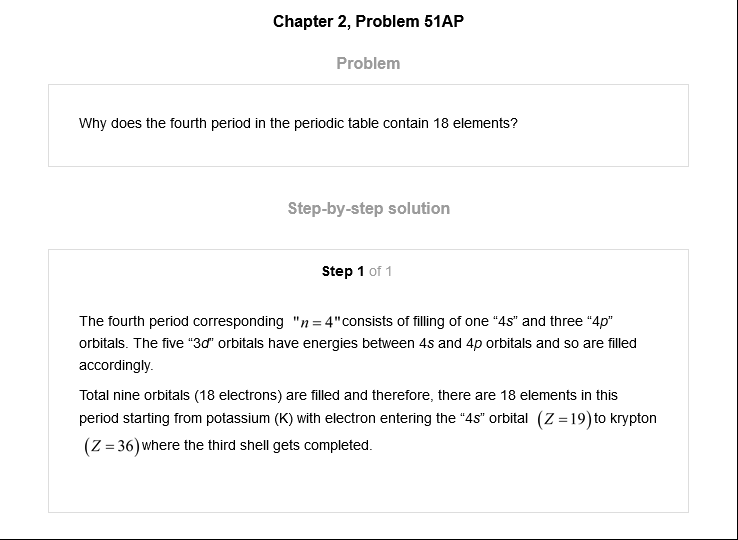 Chapter 2, Problem 51AP
Problem
Why does the fourth period in the periodic table contain 18 elements?
Step-by-step solution
Step 1 of 1
The fourth period corresponding "n = 4"consists of filling of one “4s” and three “4p”
orbitals. The five “3d” orbitals have energies between 4s and 4p orbitals and so are filled
accordingly.
Total nine orbitals (18 electrons) are filled and therefore, there are 18 elements in this
period starting from potassium (K) with electron entering the “4s” orbital (Z = 19)to krypton
(Z = 36)where the third shell gets completed.